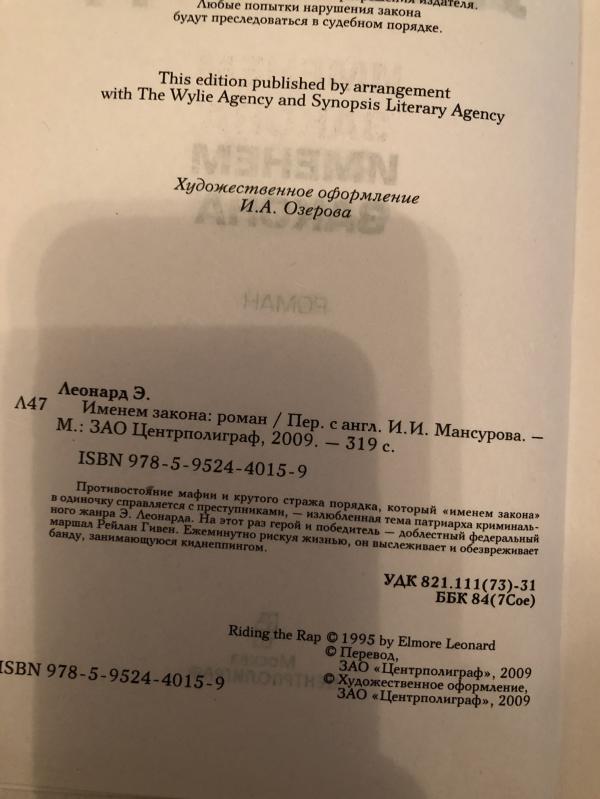 издателя.
Любые попытки нарушения закона
будут преследоваться в судебном порядке.
This edition published by arrangement
with The Wylie Agency and Synopsis Literary Agency
Художественное оформление
И.А. Озерова
РОМАН
Леонард Э.
Л47
Именем закона: роман / Пер. с англ. И.И. Мансурова. —
М.: ЗАО Центрполиграф, 2009. — 319 с.
ISBN 978-5-9524-4015-9
Противостояние мафии и крутого стража порядка, который «именем закона»
в одиночку справляется с преступниками, — излюбленная тема патриарха криминаль-
ного жанра Э. Леонарда. На этот раз герой и победитель — доблестный федеральный
маршал Рейлан Гивен. Ежеминутно рискуя жизнью, он выслеживает и обезвреживает
банду, занимающуюся киднеппингом.
УДК 821.111(73)-31
ББК 84(7Сое)
Riding the Rap © 1995 by Elmore Leonard
© Перевод,
ЗАО «Центрполиграф», 2009
© Художественное оформление,
ЗАО «Центрполиграф», 2009
ISBN 978-5-9524-4015-9